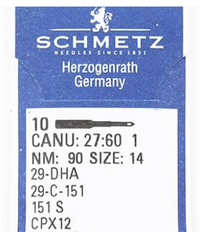 SCHMETZ
NEEDLES SINCE 1851
Herzogenrath
Germany
10
CANU: 27:60 1
NM: 90 SIZE: 14
29-DHA
29-C-151
151 S
CPX12